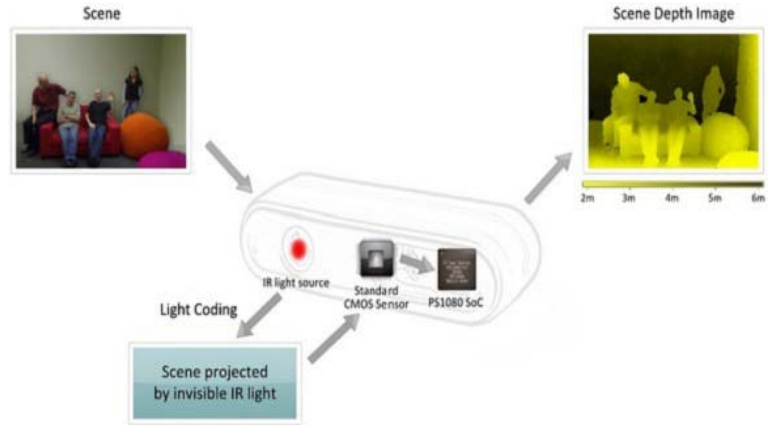 Scene
Scene Depth Image
2m 3m 4m 5m 6m
IR light source
Standard
CMOS Sensor
PS1080 SoC
Light Coding
Scene projected
by invisible IR light